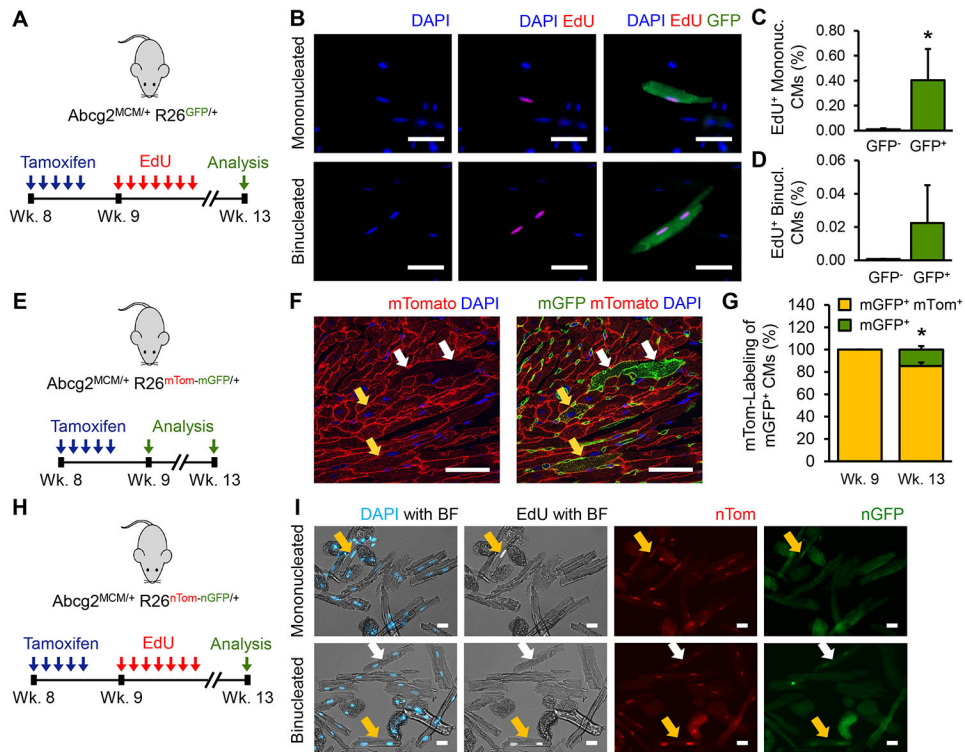 A
Abcg2MCM/+ R26GFP/+
Tamoxifen
EdU
Analysis
Wk. 8
Wk. 9
Wk. 13
B
DAPI
DAPI EdU
DAPI EdU GFP
Mononucleated
Binucleated
C
EdU+ Mononuc.
CMs (%)
0.80
0.60
0.40
0.20
0.00
*
GFP-
GFP+
D
EdU+ Binucl.
CMs (%)
0.06
0.04
0.02
0.00
GFP-
GFP+
E
Abcg2MCM/+ R26mTom-mGFP/+
Tamoxifen
Analysis
Wk. 8
Wk. 9
Wk. 13
F
mTomato DAPI
mGFP mTomato DAPI
G
mTom-Labeling of
mGFP+ CMs (%)
mGFP+ mTom+
mGFP+
*
140
120
100
80
60
40
20
0
Wk. 9
Wk. 13
H
Abcg2MCM/+ R26nTom-nGFP/+
Tamoxifen
EdU
Analysis
Wk. 8
Wk. 9
Wk. 13
I
DAPI with BF
EdU with BF
nTom
nGFP
Mononucleated
Binucleated